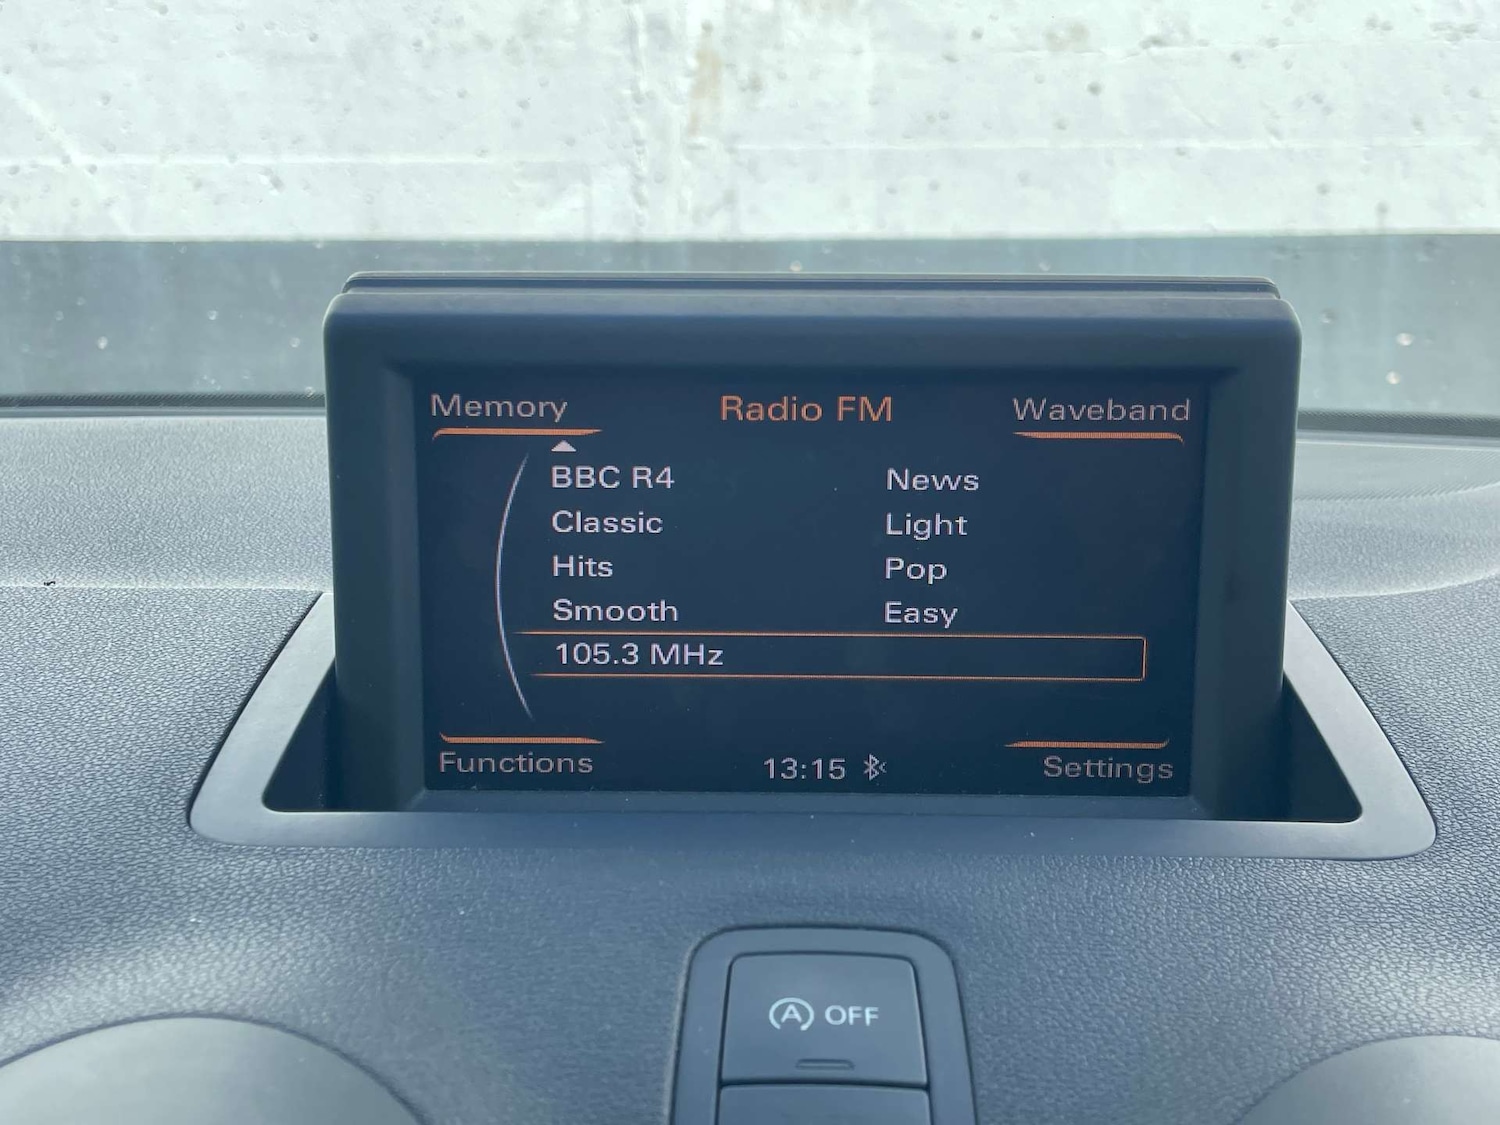 Memory Radio FM Waveband
BBC R4 News
Classic Light
Hits Pop
Smooth Easy
105.3 MHz
Functions 13:15 Settings
A OFF